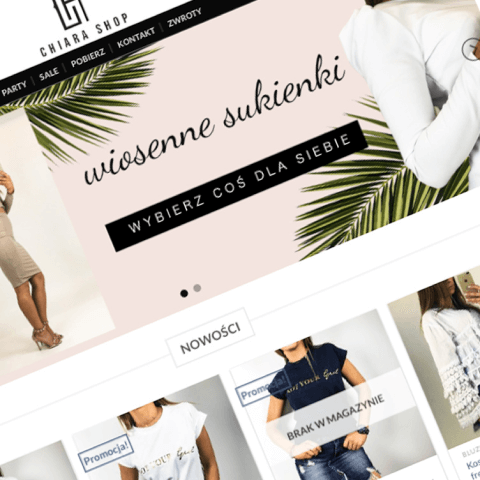 CHIARA SHOP
PARTY | SALE | POBIERZ | KONTAKT | ZWROTY
wiosenne sukienki
WYBIERZ COŚ DLA SIEBIE
NOWOŚCI
Promocja!
Promocja!
BRAK W MAGAZYNIE
BLUZ